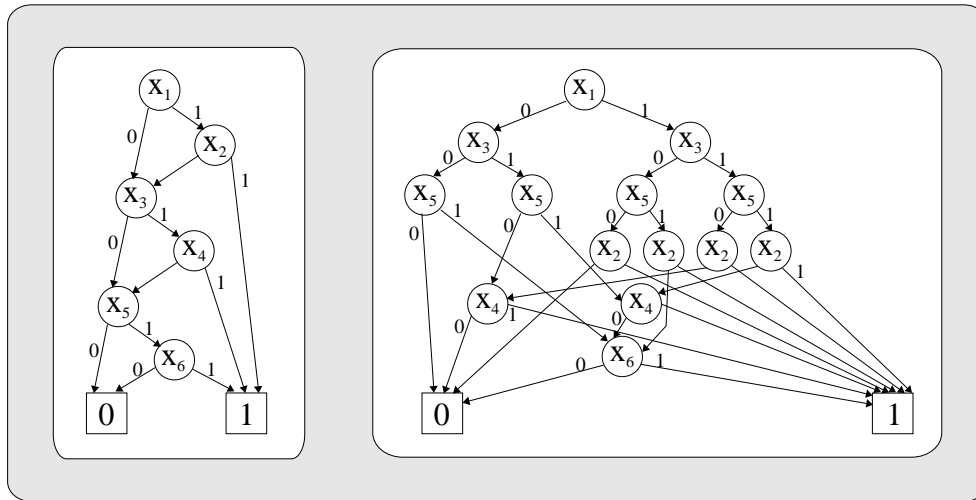 x1 x1
0 1 0 1
x2 x3 x3
0 1 0 1
1
x3 x5 x5 x5 x5
0 1 0 1 0 1 0 1 0 1
x4 x2 x2 x2 x2
0 1 1
x5 x4 x4
0 1 0 1 0
x6 x6
0 1 0 1
0 1 0 1